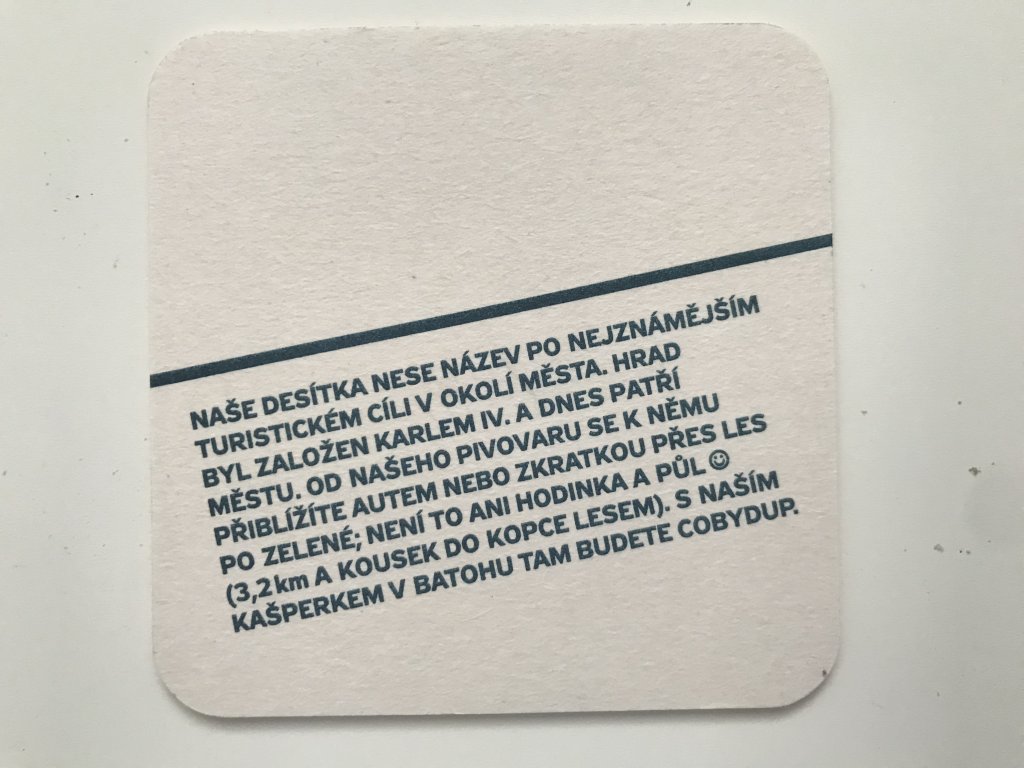 NAŠE DESÍTKA NESE NÁZEV PO NEJZNÁMĚJŠÍM
TURISTICKÉM CÍLI V OKOLÍ MĚSTA. HRAD
BYL ZALOŽEN KARLEM IV. A DNES PATŘÍ
MĚSTU. OD NAŠEHO PIVOVARU SE K NĚMU
PŘIBLÍŽÍTE AUTEM NEBO ZKRATKOU PŘES LES
PO ZELENÉ; NENÍ TO ANI HODINKA A PŮL ☺
(3,2 km A KOUSEK DO KOPCE LESEM). S NAŠÍM
KAŠPERKEM V BATOHU TAM BUDETE COBYDUP.